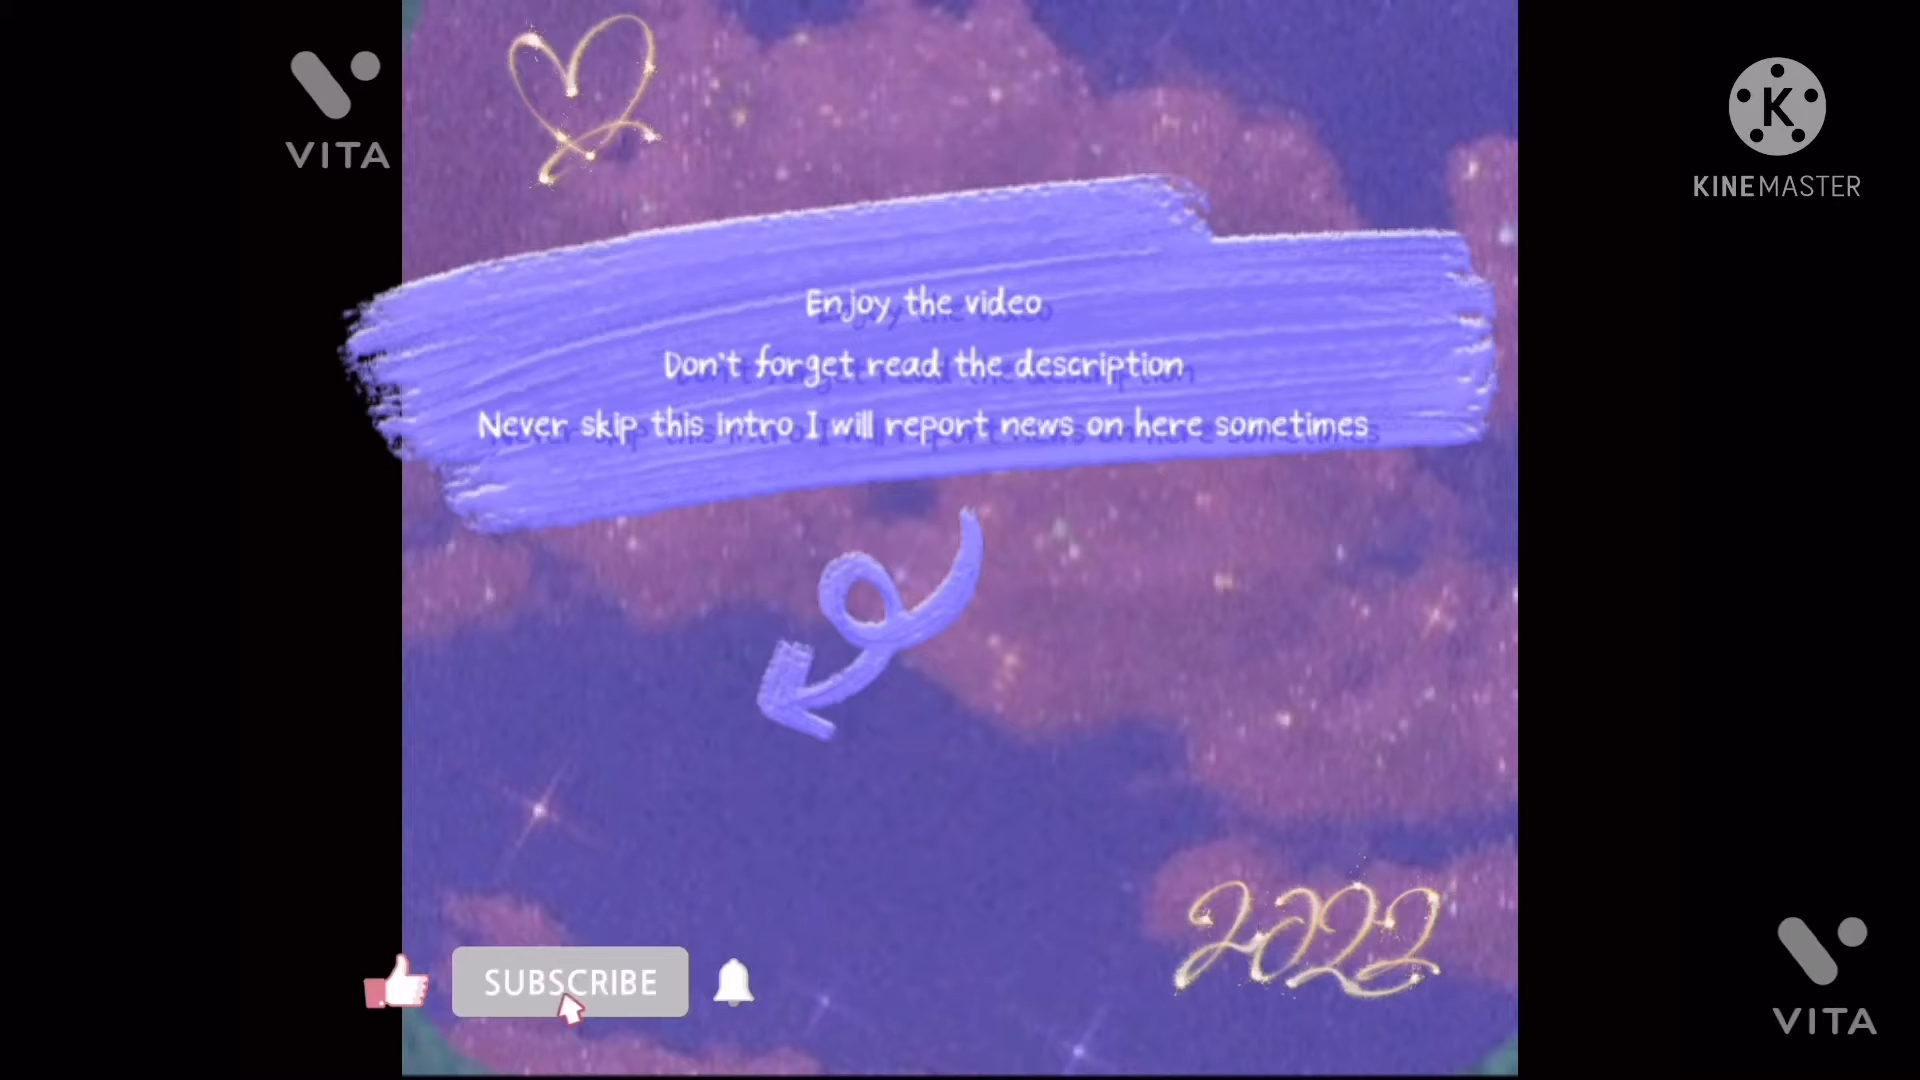 VITA
K
KINEMASTER
Enjoy the video
Don't forget read the description
Never skip this intro I will report news on here sometimes
2022
SUBSCRIBE
VITA